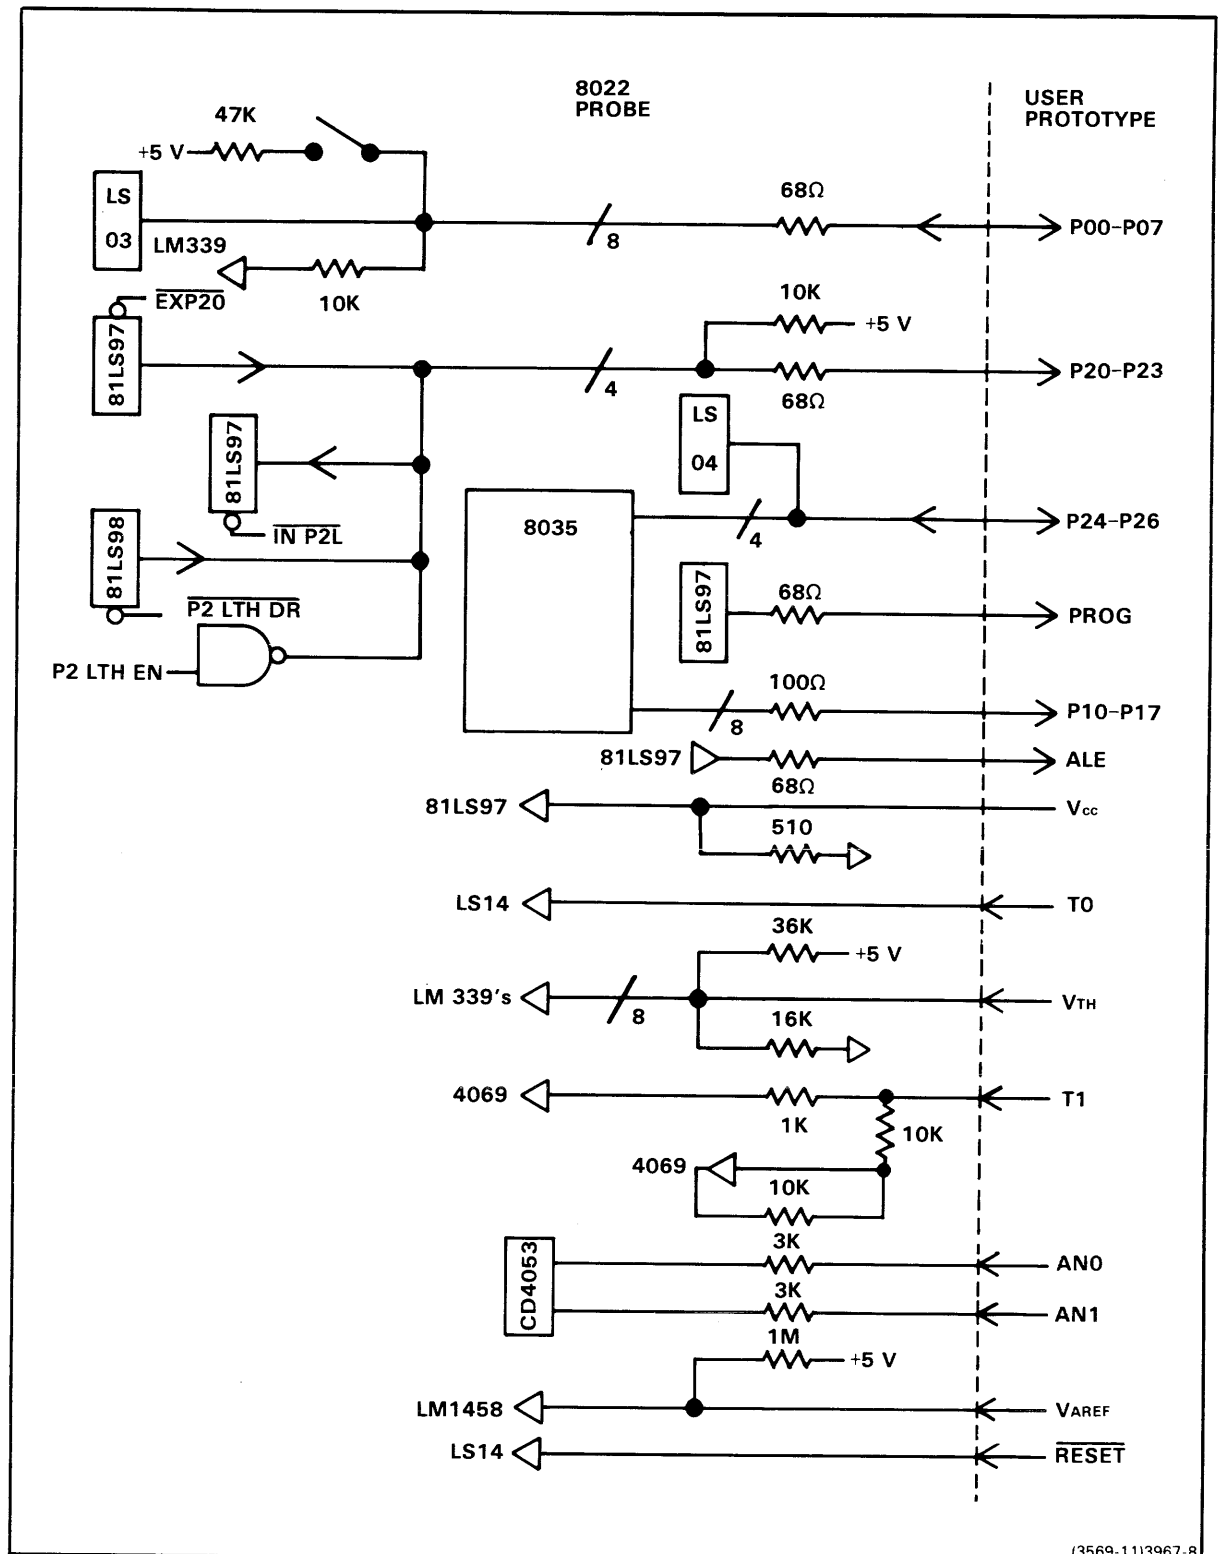 8022
PROBE
USER
PROTOTYPE
47K
+5 V
LS
03
68Ω
8
P00-P07
LM339
10K
EXP20
81LS97
10K
+5 V
4
68Ω
P20-P23
81LS97
IN P2L
LS
04
8035
4
P24-P26
81LS98
P2 LTH DR
P2 LTH EN
81LS97
68Ω
PROG
100Ω
8
P10-P17
81LS97
68Ω
ALE
81LS97
Vcc
510
LS14
T0
36K
+5 V
LM 339's
8
VTH
16K
4069
1K
T1
10K
4069
10K
CD4053
3K
AN0
3K
AN1
1M
+5 V
LM1458
VAREF
LS14
RESET
(3569-11)3967-8